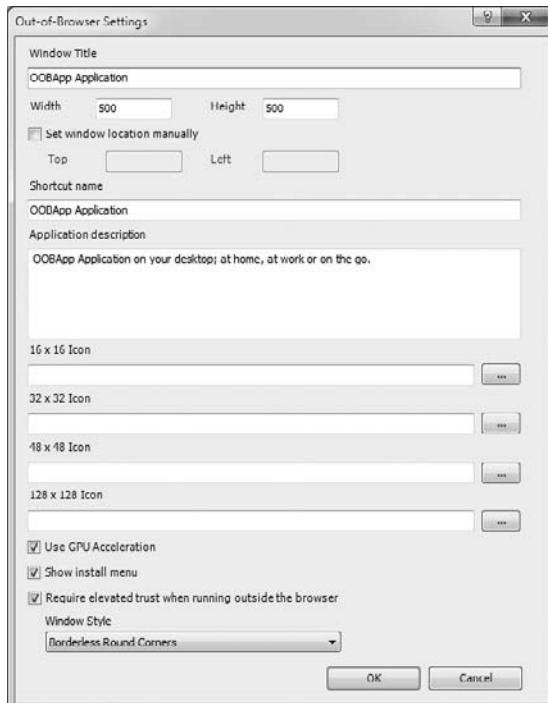 Out-of-Browser Settings
Window Title
OOBApp Application
Width 500 Height 500
Set window location manually
Top Left
Shortcut name
OOBApp Application
Application description
OOBApp Application on your desktop; at home, at work or on the go.
16 x 16 Icon
...
32 x 32 Icon
...
48 x 48 Icon
...
128 x 128 Icon
...
Use GPU Acceleration
Show install menu
Require elevated trust when running outside the browser
Window Style
Borderless Round Corners
OK Cancel